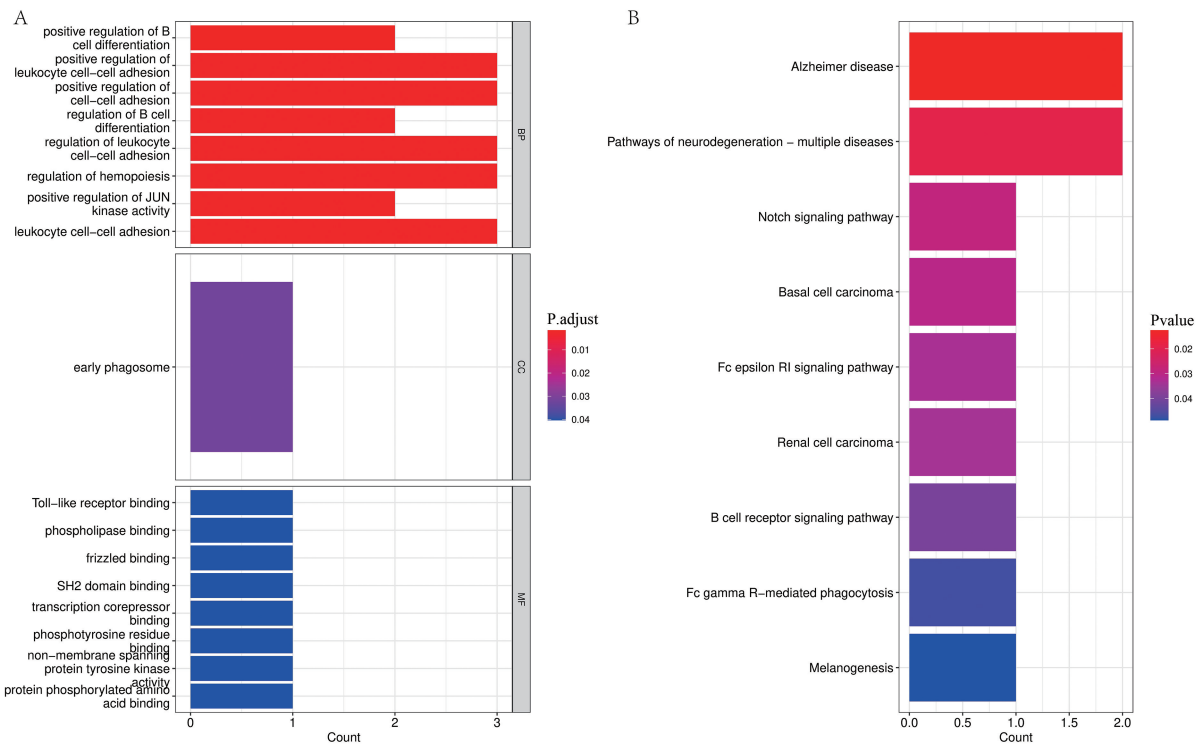 A
positive regulation of B
cell differentiation
positive regulation of
leukocyte cell−cell adhesion
positive regulation of
cell−cell adhesion
regulation of B cell
differentiation
regulation of leukocyte
cell−cell adhesion
regulation of hemopoiesis
positive regulation of JUN
kinase activity
leukocyte cell−cell adhesion
BP
early phagosome
CC
Toll−like receptor binding
phospholipase binding
frizzled binding
SH2 domain binding
transcription corepressor
binding
phosphotyrosine residue
binding
non−membrane spanning
protein tyrosine kinase
activity
protein phosphorylated amino
acid binding
MF
0 1 2 3
Count
P.adjust
0.01
0.02
0.03
0.04
B
Alzheimer disease
Pathways of neurodegeneration − multiple diseases
Notch signaling pathway
Basal cell carcinoma
Fc epsilon RI signaling pathway
Renal cell carcinoma
B cell receptor signaling pathway
Fc gamma R−mediated phagocytosis
Melanogenesis
0.0 0.5 1.0 1.5 2.0
Count
Pvalue
0.02
0.03
0.04